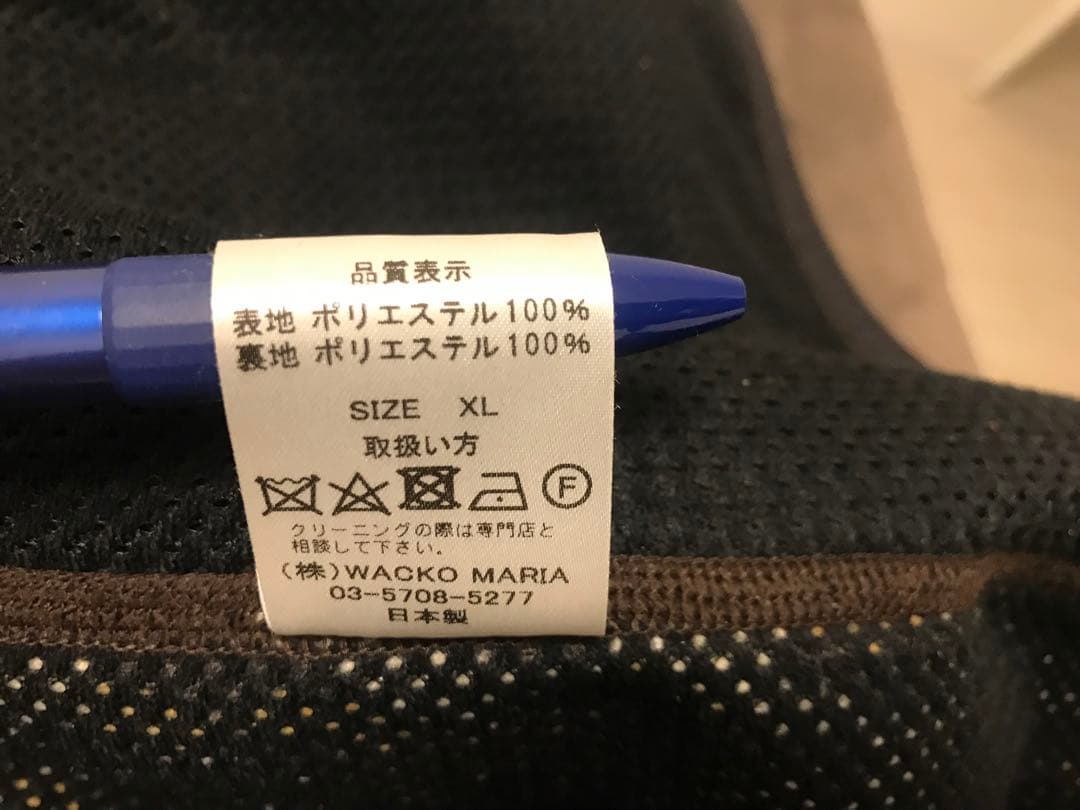 品質表示
表地 ポリエステル100%
裏地 ポリエステル100%
SIZE XL
取扱い方
F
クリーニングの際は専門店と
相談して下さい。
(株)WACKO MARIA
03-5708-5277
日本製